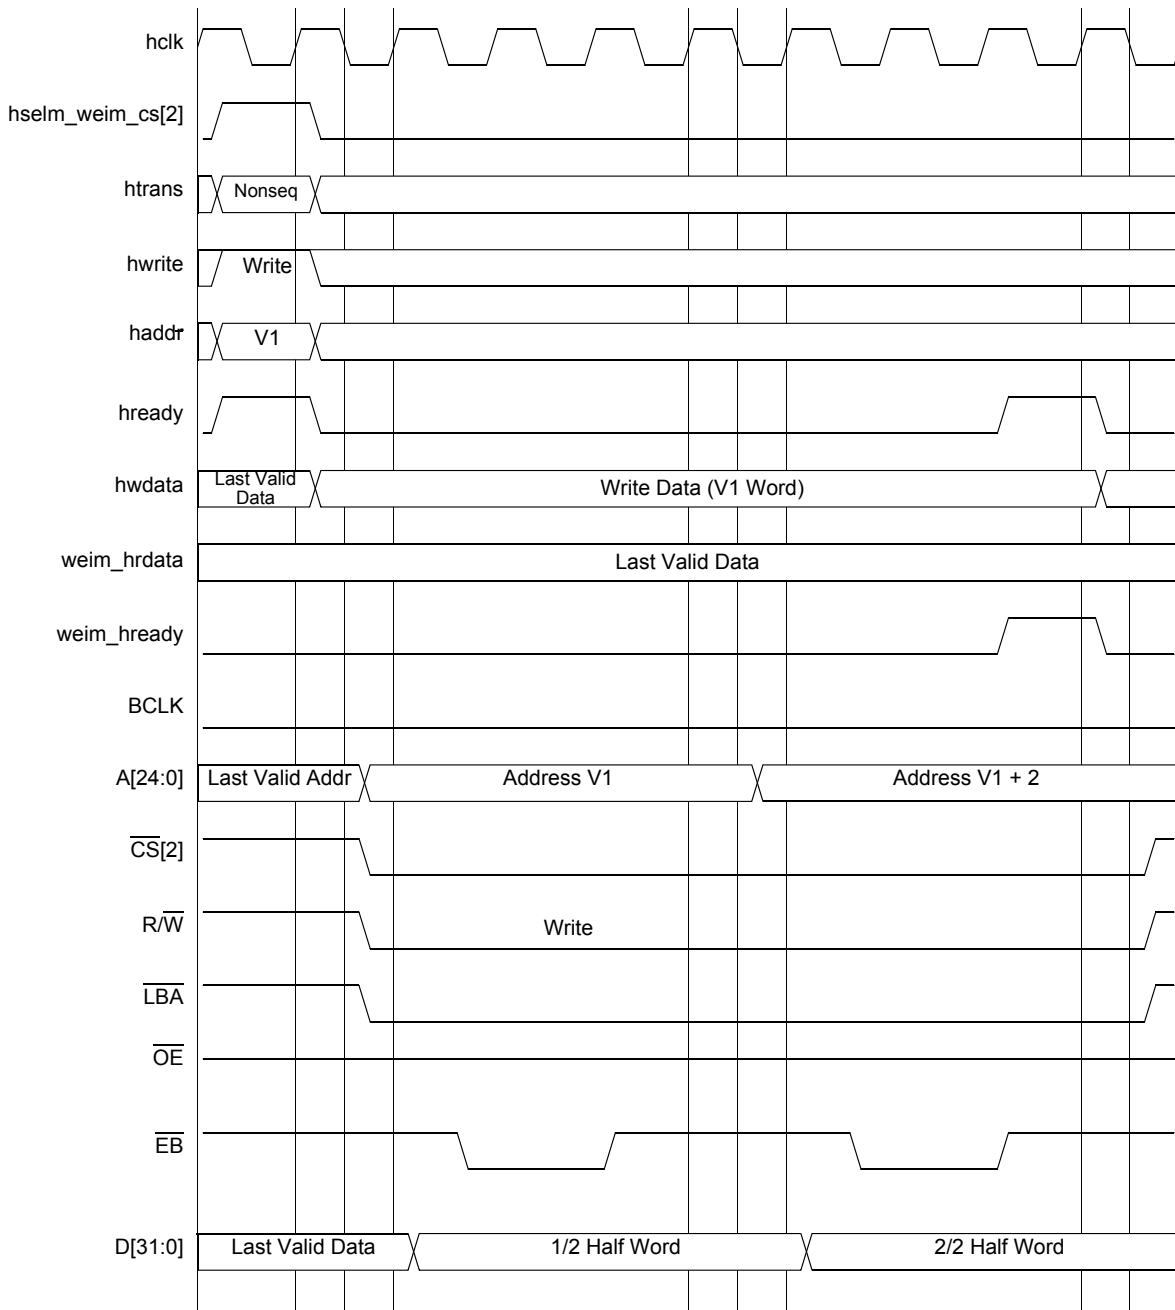 hclk
hselm_weim_cs[2]
htrans
Nonseq
hwrite
Write
haddr
V1
hready
hwdata
Last Valid
Data
Write Data (V1 Word)
weim_hrdata
Last Valid Data
weim_hready
BCLK
A[24:0]
Last Valid Addr
Address V1
Address V1 + 2
CS[2]
R/W
Write
LBA
OE
EB
D[31:0]
Last Valid Data
1/2 Half Word
2/2 Half Word